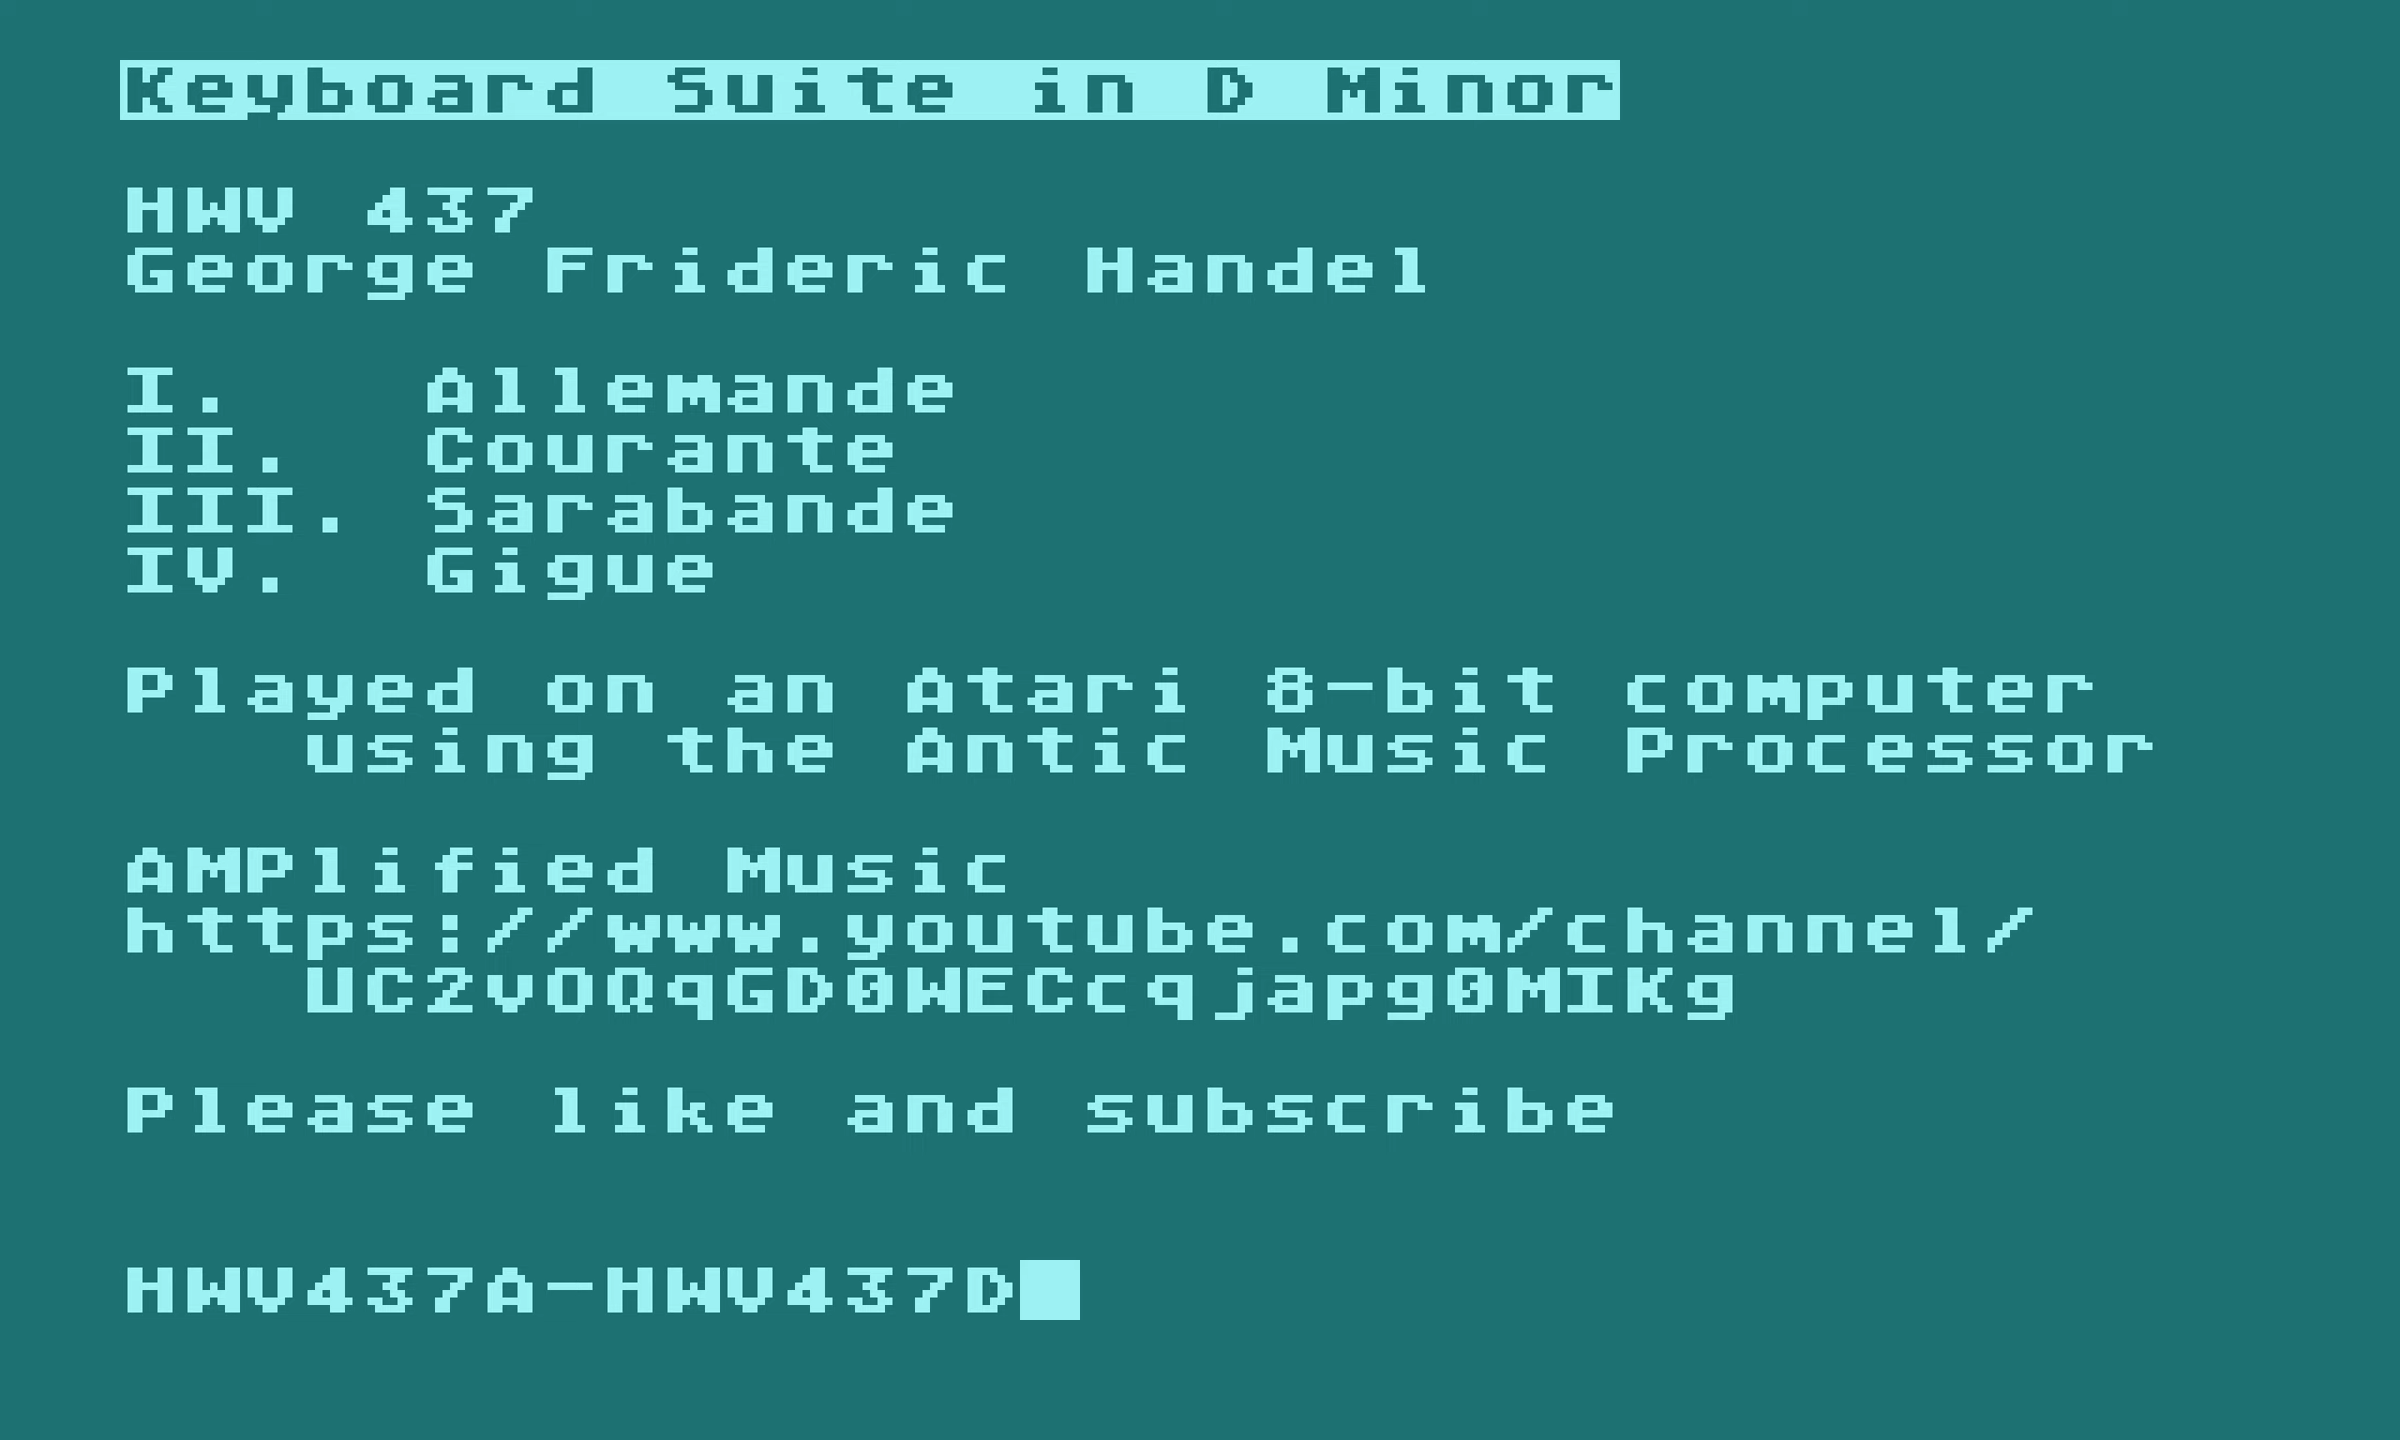 Keyboard Suite in D Minor
HWV 437
George Frideric Handel
I.   Allemande
II.  Courante
III. Sarabande
IV.  Gigue
Played on an Atari 8-bit computer
using the Antic Music Processor
AMPlified Music
https://www.youtube.com/channel/
UC2vOQqGD0WECcqjapg0MIKg
Please like and subscribe
HWV437A-HWV437D